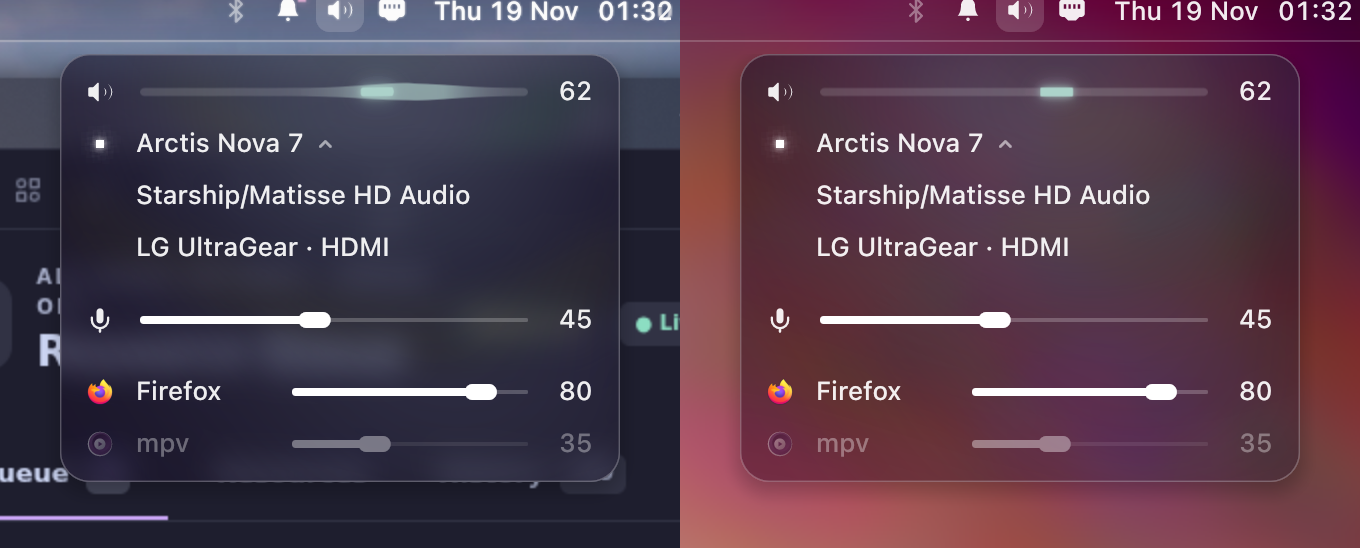 Thu 19 Nov 01:32
62
Arctis Nova 7
Starship/Matisse HD Audio
LG UltraGear · HDMI
45
Firefox 80
mpv 35
Thu 19 Nov 01:32
62
Arctis Nova 7
Starship/Matisse HD Audio
LG UltraGear · HDMI
45
Firefox 80
mpv 35